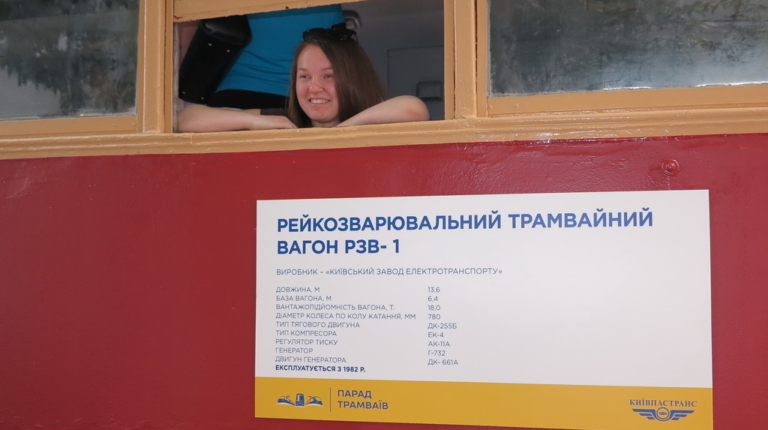 РЕЙКОЗВАРЮВАЛЬНИЙ ТРАМВАЙНИЙ
ВАГОН РЗВ- 1
ВИРОБНИК – «КИЇВСЬКИЙ ЗАВОД ЕЛЕКТРОТРАНСПОРТУ»
ДОВЖИНА, М 13,6
БАЗА ВАГОНА, М 6,4
ВАНТАЖОПІДЙОМНІСТЬ ВАГОНА, Т. 18,0
ДІАМЕТР КОЛЕСА ПО КОЛУ КАТАННЯ, ММ 780
ТИП ТЯГОВОГО ДВИГУНА ДК-255Б
ТИП КОМПРЕСОРА ЕК-4
РЕГУЛЯТОР ТИСКУ АК-11А
ГЕНЕРАТОР Г-732
ДВИГУН ГЕНЕРАТОРА ДК- 661А
ЕКСПЛУАТУЄТЬСЯ З 1982 Р.
ПАРАД
ТРАМВАЇВ
КИЇВПАСТРАНС